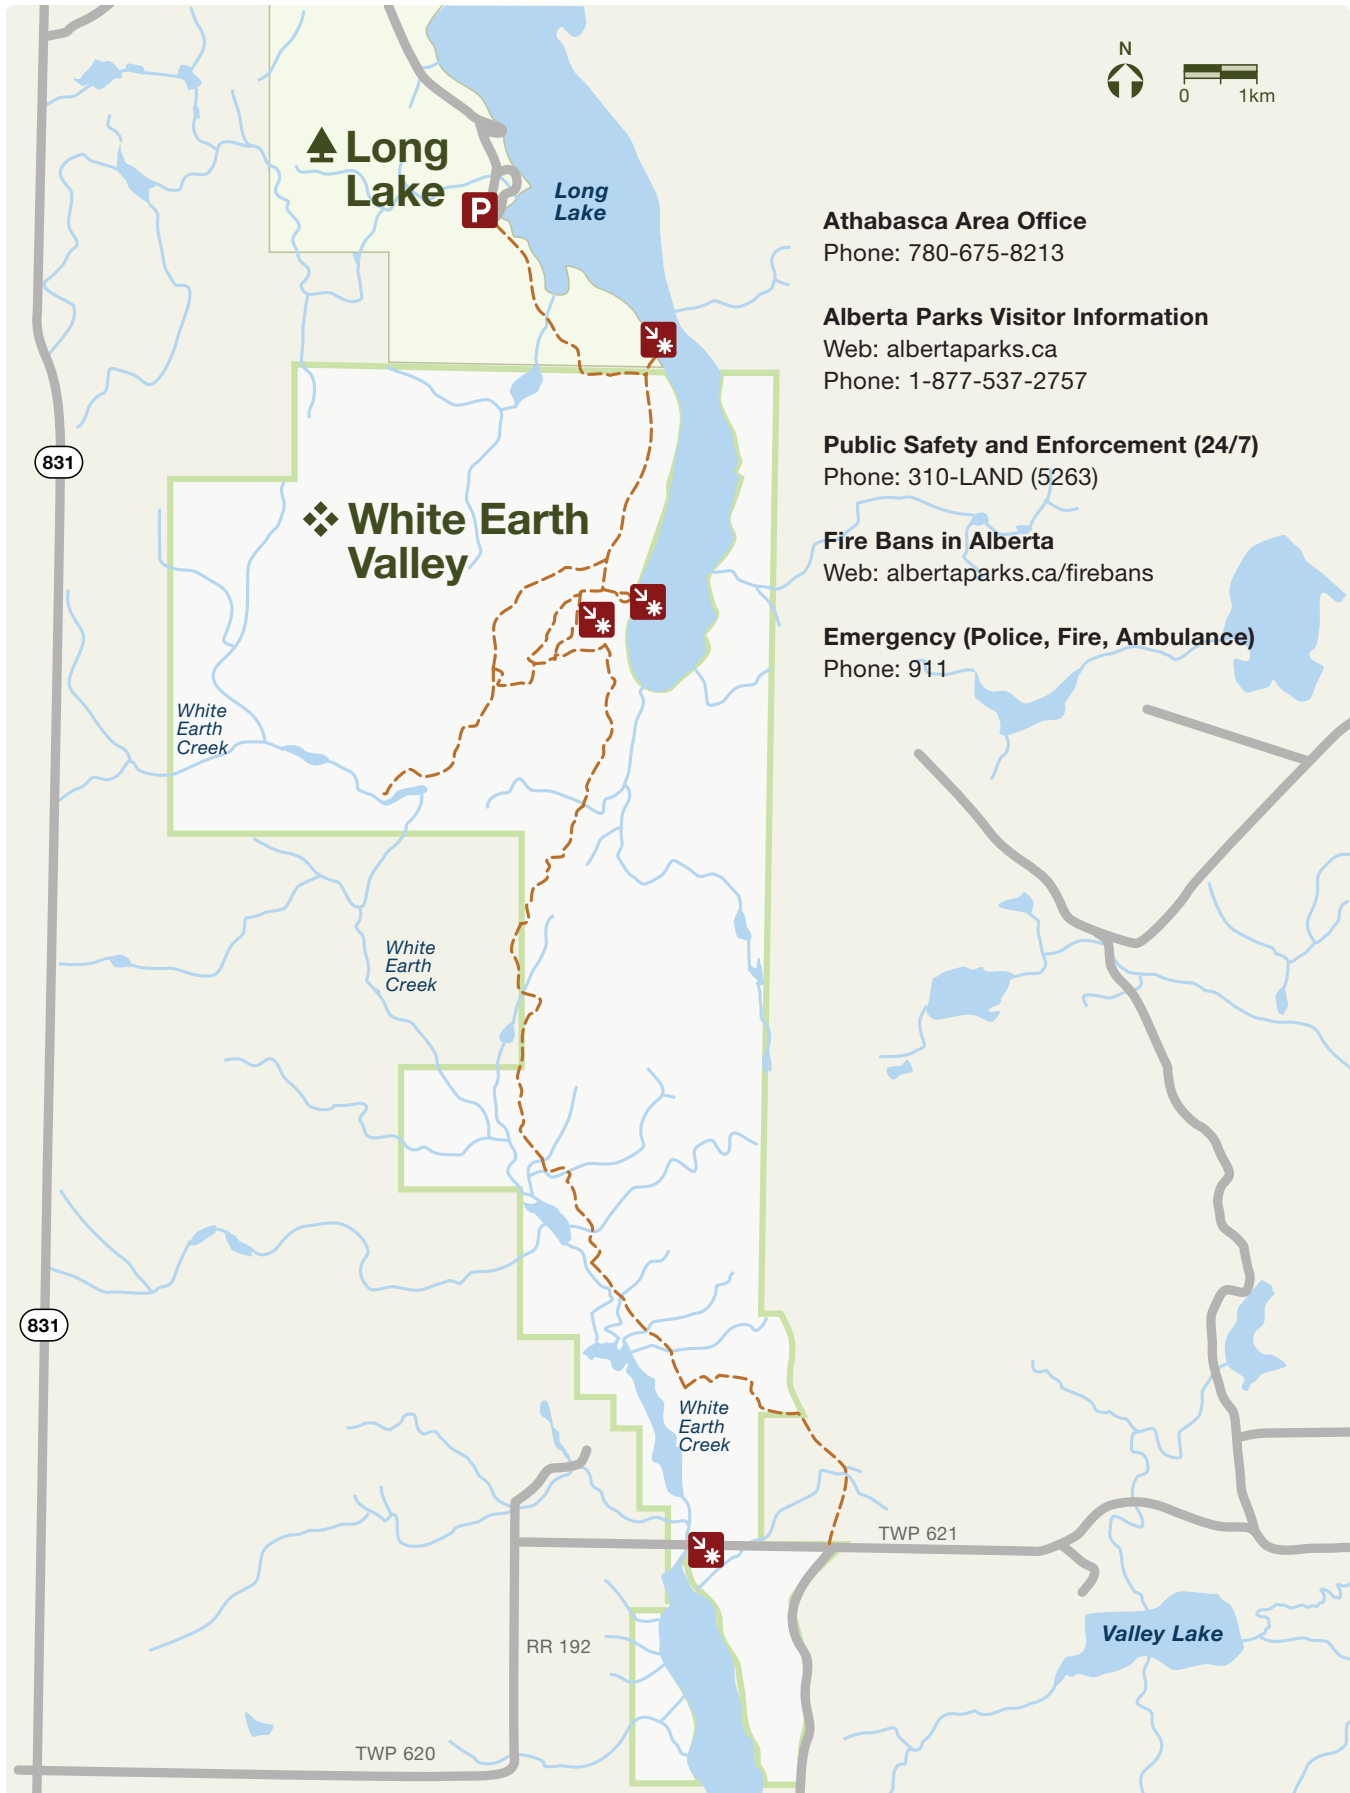 N
0 1km
Long
Lake
P
Long
Lake
Athabasca Area Office
Phone: 780-675-8213
Alberta Parks Visitor Information
Web: albertaparks.ca
Phone: 1-877-537-2757
Public Safety and Enforcement (24/7)
Phone: 310-LAND (5263)
Fire Bans in Alberta
Web: albertaparks.ca/firebans
Emergency (Police, Fire, Ambulance)
Phone: 911
831
White Earth
Valley
White
Earth
Creek
White
Earth
Creek
831
White
Earth
Creek
TWP 621
Valley Lake
RR 192
TWP 620